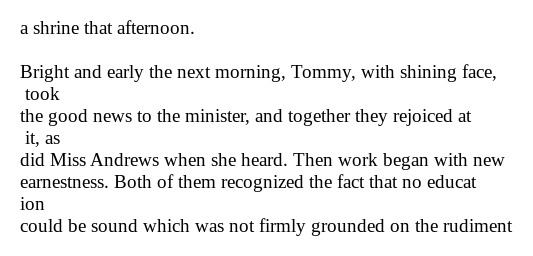 a shrine that afternoon.

Bright and early the next morning, Tommy, with shining face,
took
the good news to the minister, and together they rejoiced at
it, as
did Miss Andrews when she heard. Then work began with new
earnestness. Both of them recognized the fact that no educat
ion
could be sound which was not firmly grounded on the rudiment